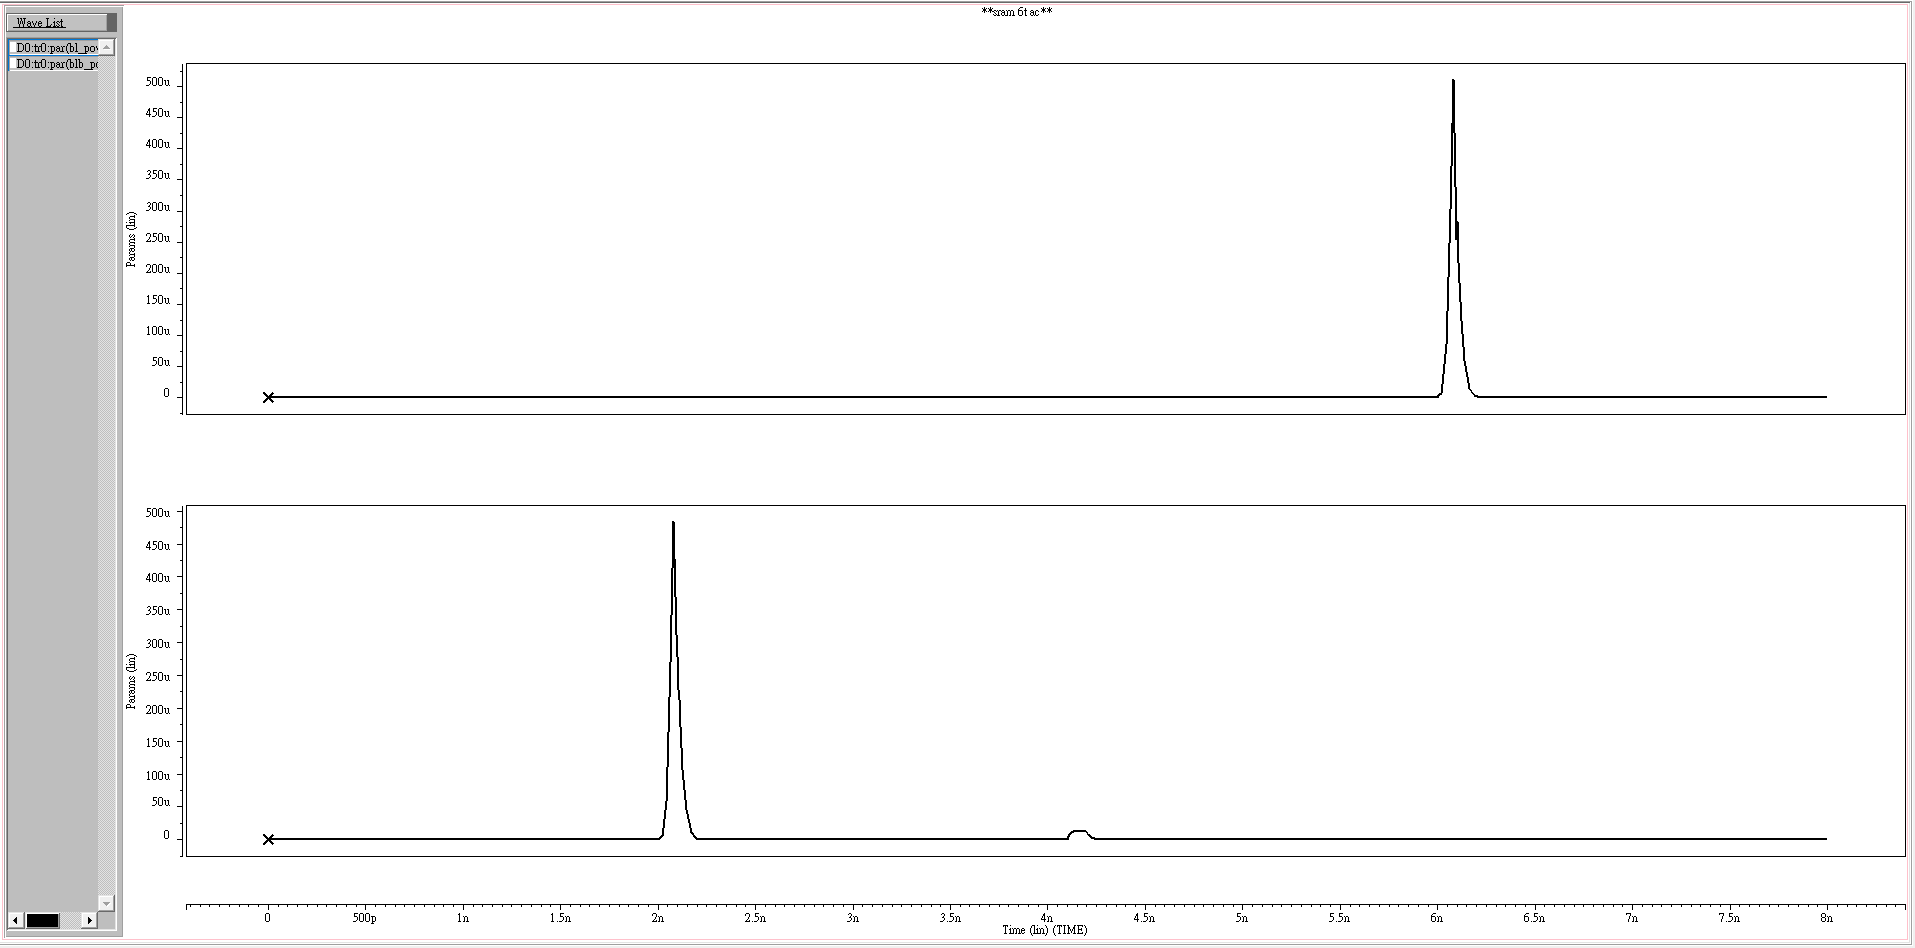 **sram 6t ac**
Wave List
D0:tr0:par(bl_pov
D0:tr0:par(blb_pc
500u
450u
400u
350u
300u
250u
200u
150u
100u
50u
0
Params (lin)
500u
450u
400u
350u
300u
250u
200u
150u
100u
50u
0
Params (lin)
0
500p
1n
1.5n
2n
2.5n
3n
3.5n
4n
4.5n
5n
5.5n
6n
6.5n
7n
7.5n
8n
Time (lin) (TIME)